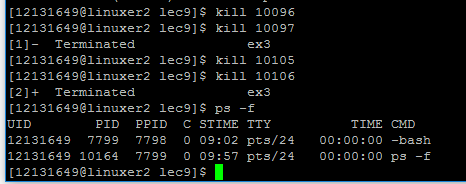 [12131649@linuxer2 lec9]$ kill 10096
[12131649@linuxer2 lec9]$ kill 10097
[1]-  Terminated              ex3
[12131649@linuxer2 lec9]$ kill 10105
[12131649@linuxer2 lec9]$ kill 10106
[2]+  Terminated              ex3
[12131649@linuxer2 lec9]$ ps -f
UID        PID  PPID  C STIME TTY          TIME CMD
12131649  7799  7798  0 09:02 pts/24   00:00:00 -bash
12131649 10164  7799  0 09:57 pts/24   00:00:00 ps -f
[12131649@linuxer2 lec9]$